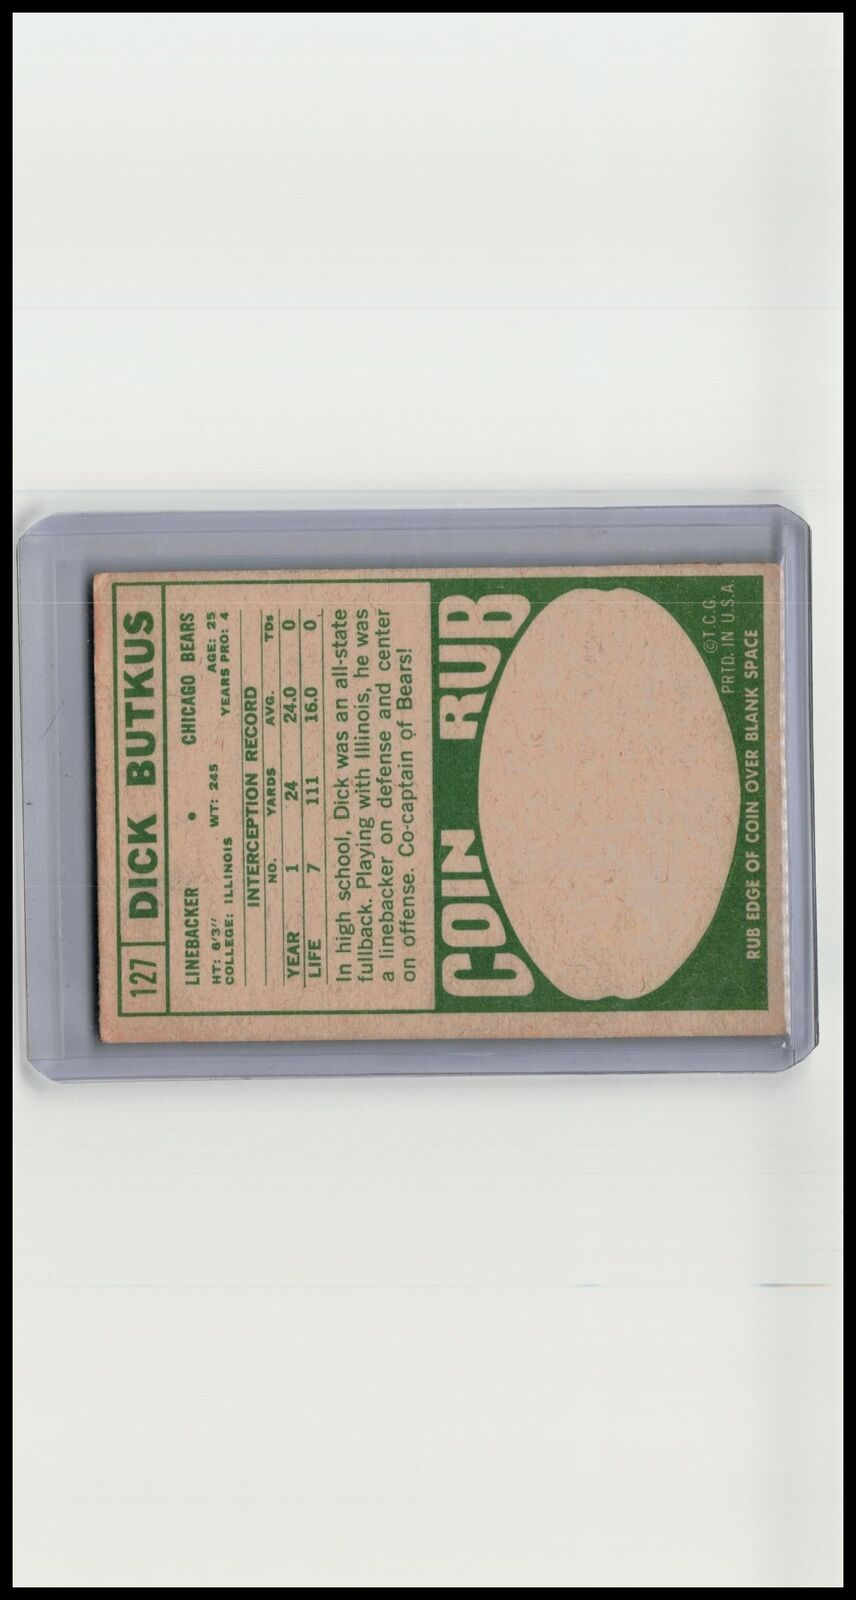 127 DICK BUTKUS
LINEBACKER • CHICAGO BEARS
HT: 6'3" WT: 245 AGE: 25
COLLEGE: ILLINOIS YEARS PRO: 4
INTERCEPTION RECORD
NO. YARDS AVG. TDs
YEAR 1 24 24.0 0
LIFE 7 111 16.0 0
In high school, Dick was an all-state
fullback. Playing with Illinois, he was
a linebacker on defense and center
on offense. Co-captain of Bears!
COIN RUB
© T.C.G.
PRTD. IN U.S.A.
RUB EDGE OF COIN OVER BLANK SPACE